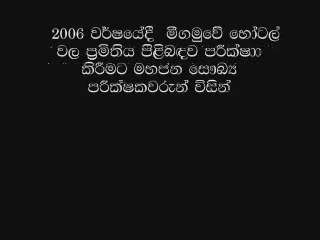 2006 වර්ෂයේදී මීගමුවේ හෝටල්
වල ප්‍රමිතිය පිළිබඳව පරීක්ෂා
කිරීමට මහජන සෞඛ්‍ය
පරීක්ෂකවරුන් විසින්